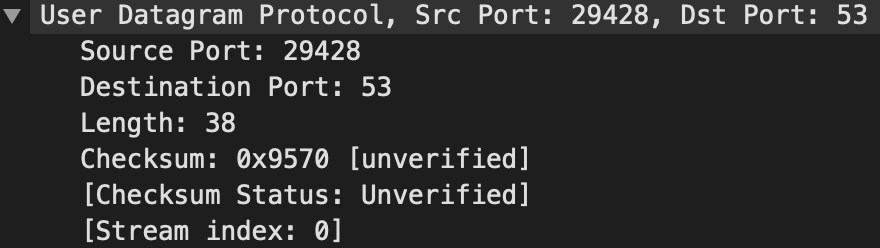 User Datagram Protocol, Src Port: 29428, Dst Port: 53
Source Port: 29428
Destination Port: 53
Length: 38
Checksum: 0x9570 [unverified]
[Checksum Status: Unverified]
[Stream index: 0]